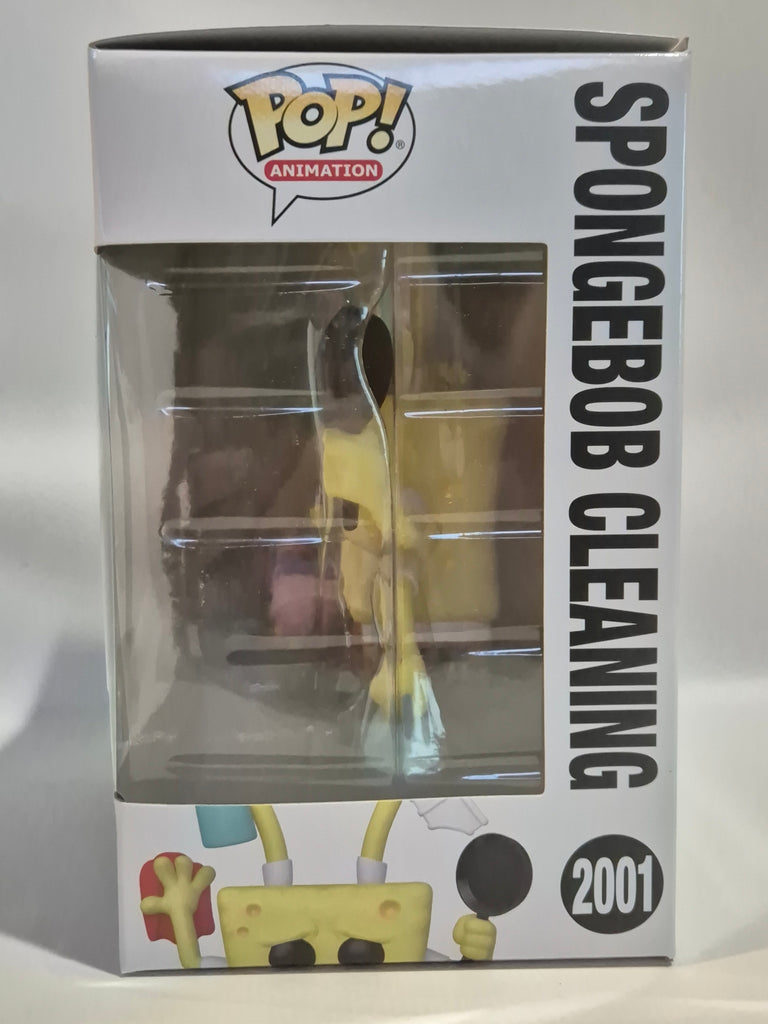 POP!
®
ANIMATION
SPONGEBOB CLEANING
2001